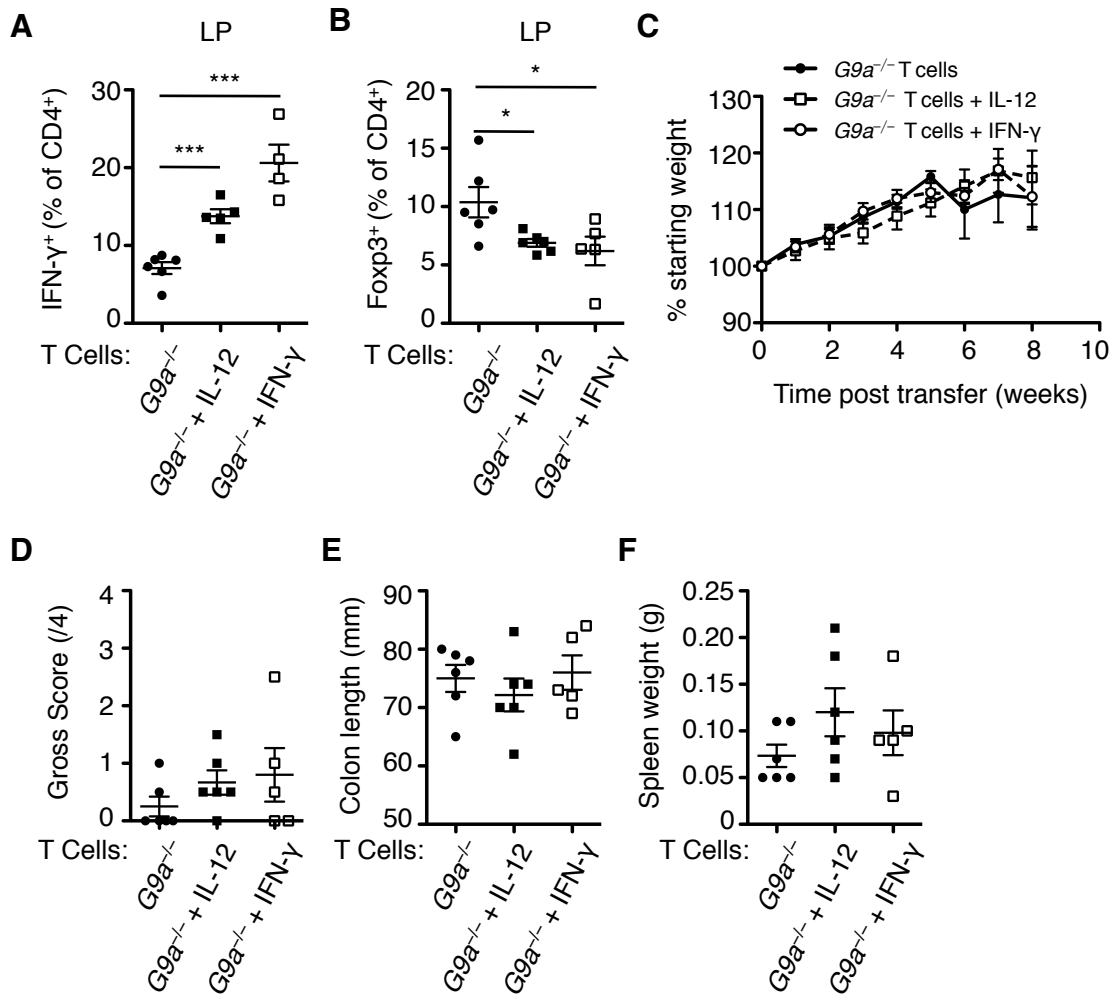 A
LP
IFN-γ⁺ (% of CD4⁺)
30
20
10
0
***
***
T Cells:
G9a⁻/⁻
G9a⁻/⁻ + IL-12
G9a⁻/⁻ + IFN-γ
B
LP
Foxp3⁺ (% of CD4⁺)
20
15
10
5
0
*
*
G9a⁻/⁻
G9a⁻/⁻ + IL-12
G9a⁻/⁻ + IFN-γ
C
G9a⁻/⁻ T cells
G9a⁻/⁻ T cells + IL-12
G9a⁻/⁻ T cells + IFN-γ
% starting weight
130
120
110
100
90
0 2 4 6 8 10
Time post transfer (weeks)
D
Gross Score (/4)
4
3
2
1
0
T Cells:
G9a⁻/⁻
G9a⁻/⁻ + IL-12
G9a⁻/⁻ + IFN-γ
E
Colon length (mm)
90
80
70
60
50
T Cells:
G9a⁻/⁻
G9a⁻/⁻ + IL-12
G9a⁻/⁻ + IFN-γ
F
Spleen weight (g)
0.25
0.20
0.15
0.10
0.05
0
T Cells:
G9a⁻/⁻
G9a⁻/⁻ + IL-12
G9a⁻/⁻ + IFN-γ